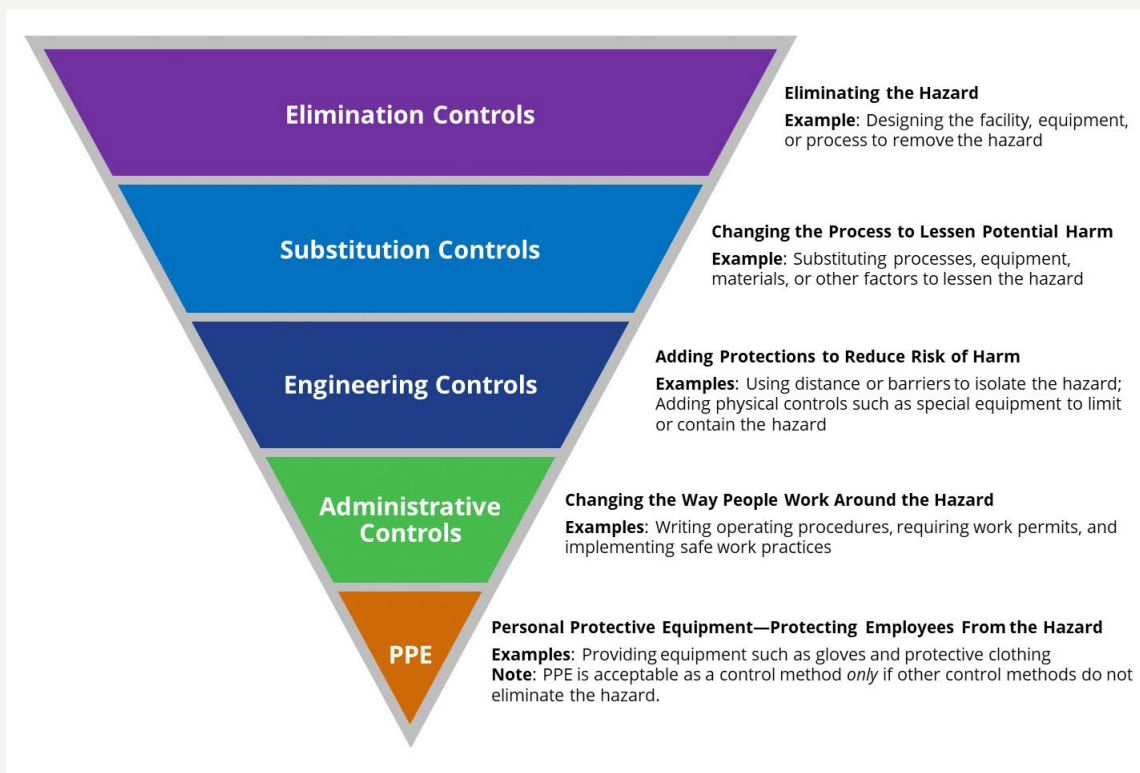 Elimination Controls
Eliminating the Hazard
Example: Designing the facility, equipment,
or process to remove the hazard
Substitution Controls
Changing the Process to Lessen Potential Harm
Example: Substituting processes, equipment,
materials, or other factors to lessen the hazard
Engineering Controls
Adding Protections to Reduce Risk of Harm
Examples: Using distance or barriers to isolate the hazard;
Adding physical controls such as special equipment to limit
or contain the hazard
Administrative
Controls
Changing the Way People Work Around the Hazard
Examples: Writing operating procedures, requiring work permits, and
implementing safe work practices
PPE
Personal Protective Equipment—Protecting Employees From the Hazard
Examples: Providing equipment such as gloves and protective clothing
Note: PPE is acceptable as a control method only if other control methods do not
eliminate the hazard.